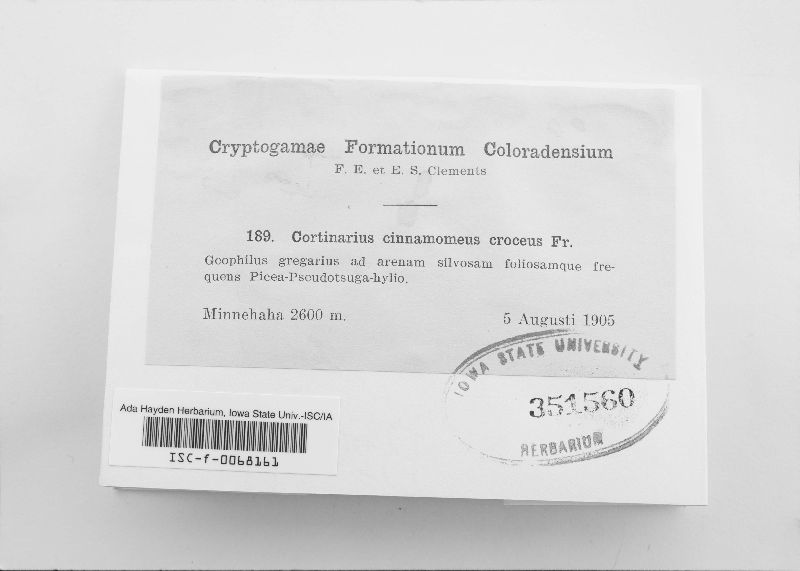 Cryptogamae Formationum Coloradensium
F. E. et E. S. Clements
189. Cortinarius cinnamomeus croceus Fr.
Geophilus gregarius ad arenam silvosam foliosamque fre-
quens Picea-Pseudotsuga-hylio.
Minnehaha 2600 m. 5 Augusti 1905
IOWA STATE UNIVERSITY
351560
HERBARIUM
Ada Hayden Herbarium, Iowa State Univ.-ISC/IA
ISC-f-0068161